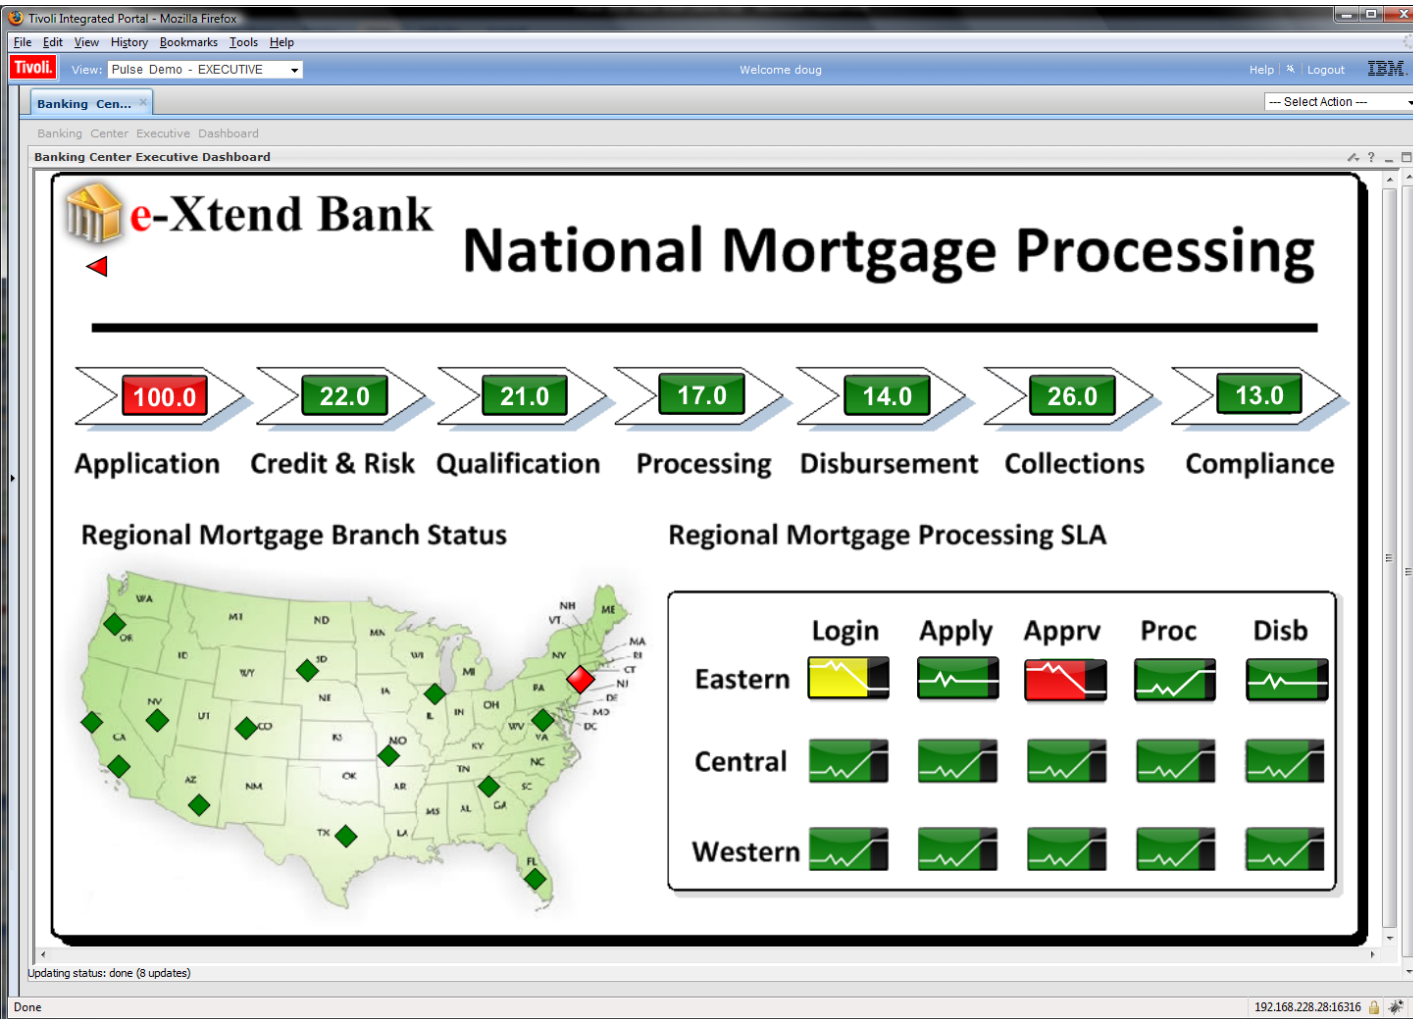 Tivoli Integrated Portal - Mozilla Firefox
File Edit View History Bookmarks Tools Help
Tivoli. View: Pulse Demo - EXECUTIVE Welcome doug Help Logout IBM.
Banking Cen... --- Select Action ---
Banking Center Executive Dashboard
Banking Center Executive Dashboard ?
e-Xtend Bank
National Mortgage Processing
100.0 22.0 21.0 17.0 14.0 26.0 13.0
Application Credit & Risk Qualification Processing Disbursement Collections Compliance
Regional Mortgage Branch Status
WA
OR
MT
ND
MN
ID
WY
SD
WI
MI
NH
VT
ME
NY
MA
RI
CT
NJ
PA
DE
MD
DC
NV
UT
CO
NE
IA
IL
IN
OH
WV
VA
CA
KS
MO
KY
AZ
NM
OK
AR
TN
NC
SC
TX
LA
MS
AL
GA
FL
Regional Mortgage Processing SLA
Login Apply Apprv Proc Disb
Eastern
Central
Western
Updating status: done (8 updates)
Done 192.168.228.28:16316